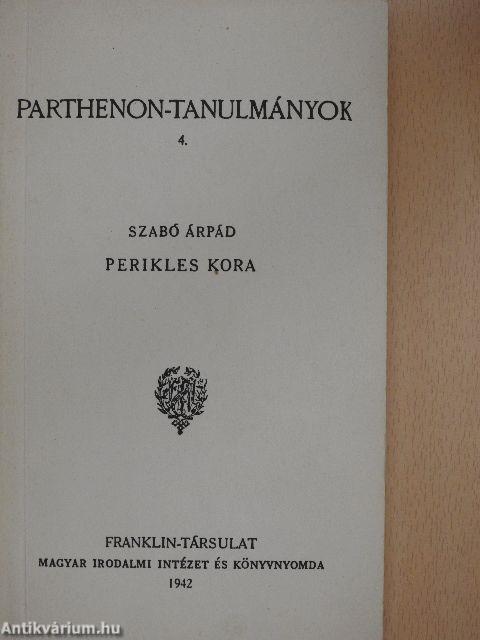 PARTHENON-TANULMÁNYOK
4.
SZABÓ ÁRPÁD
PERIKLES KORA
FRANKLIN-TÁRSULAT
MAGYAR IRODALMI INTÉZET ÉS KÖNYVNYOMDA
1942
Antikvárium.hu